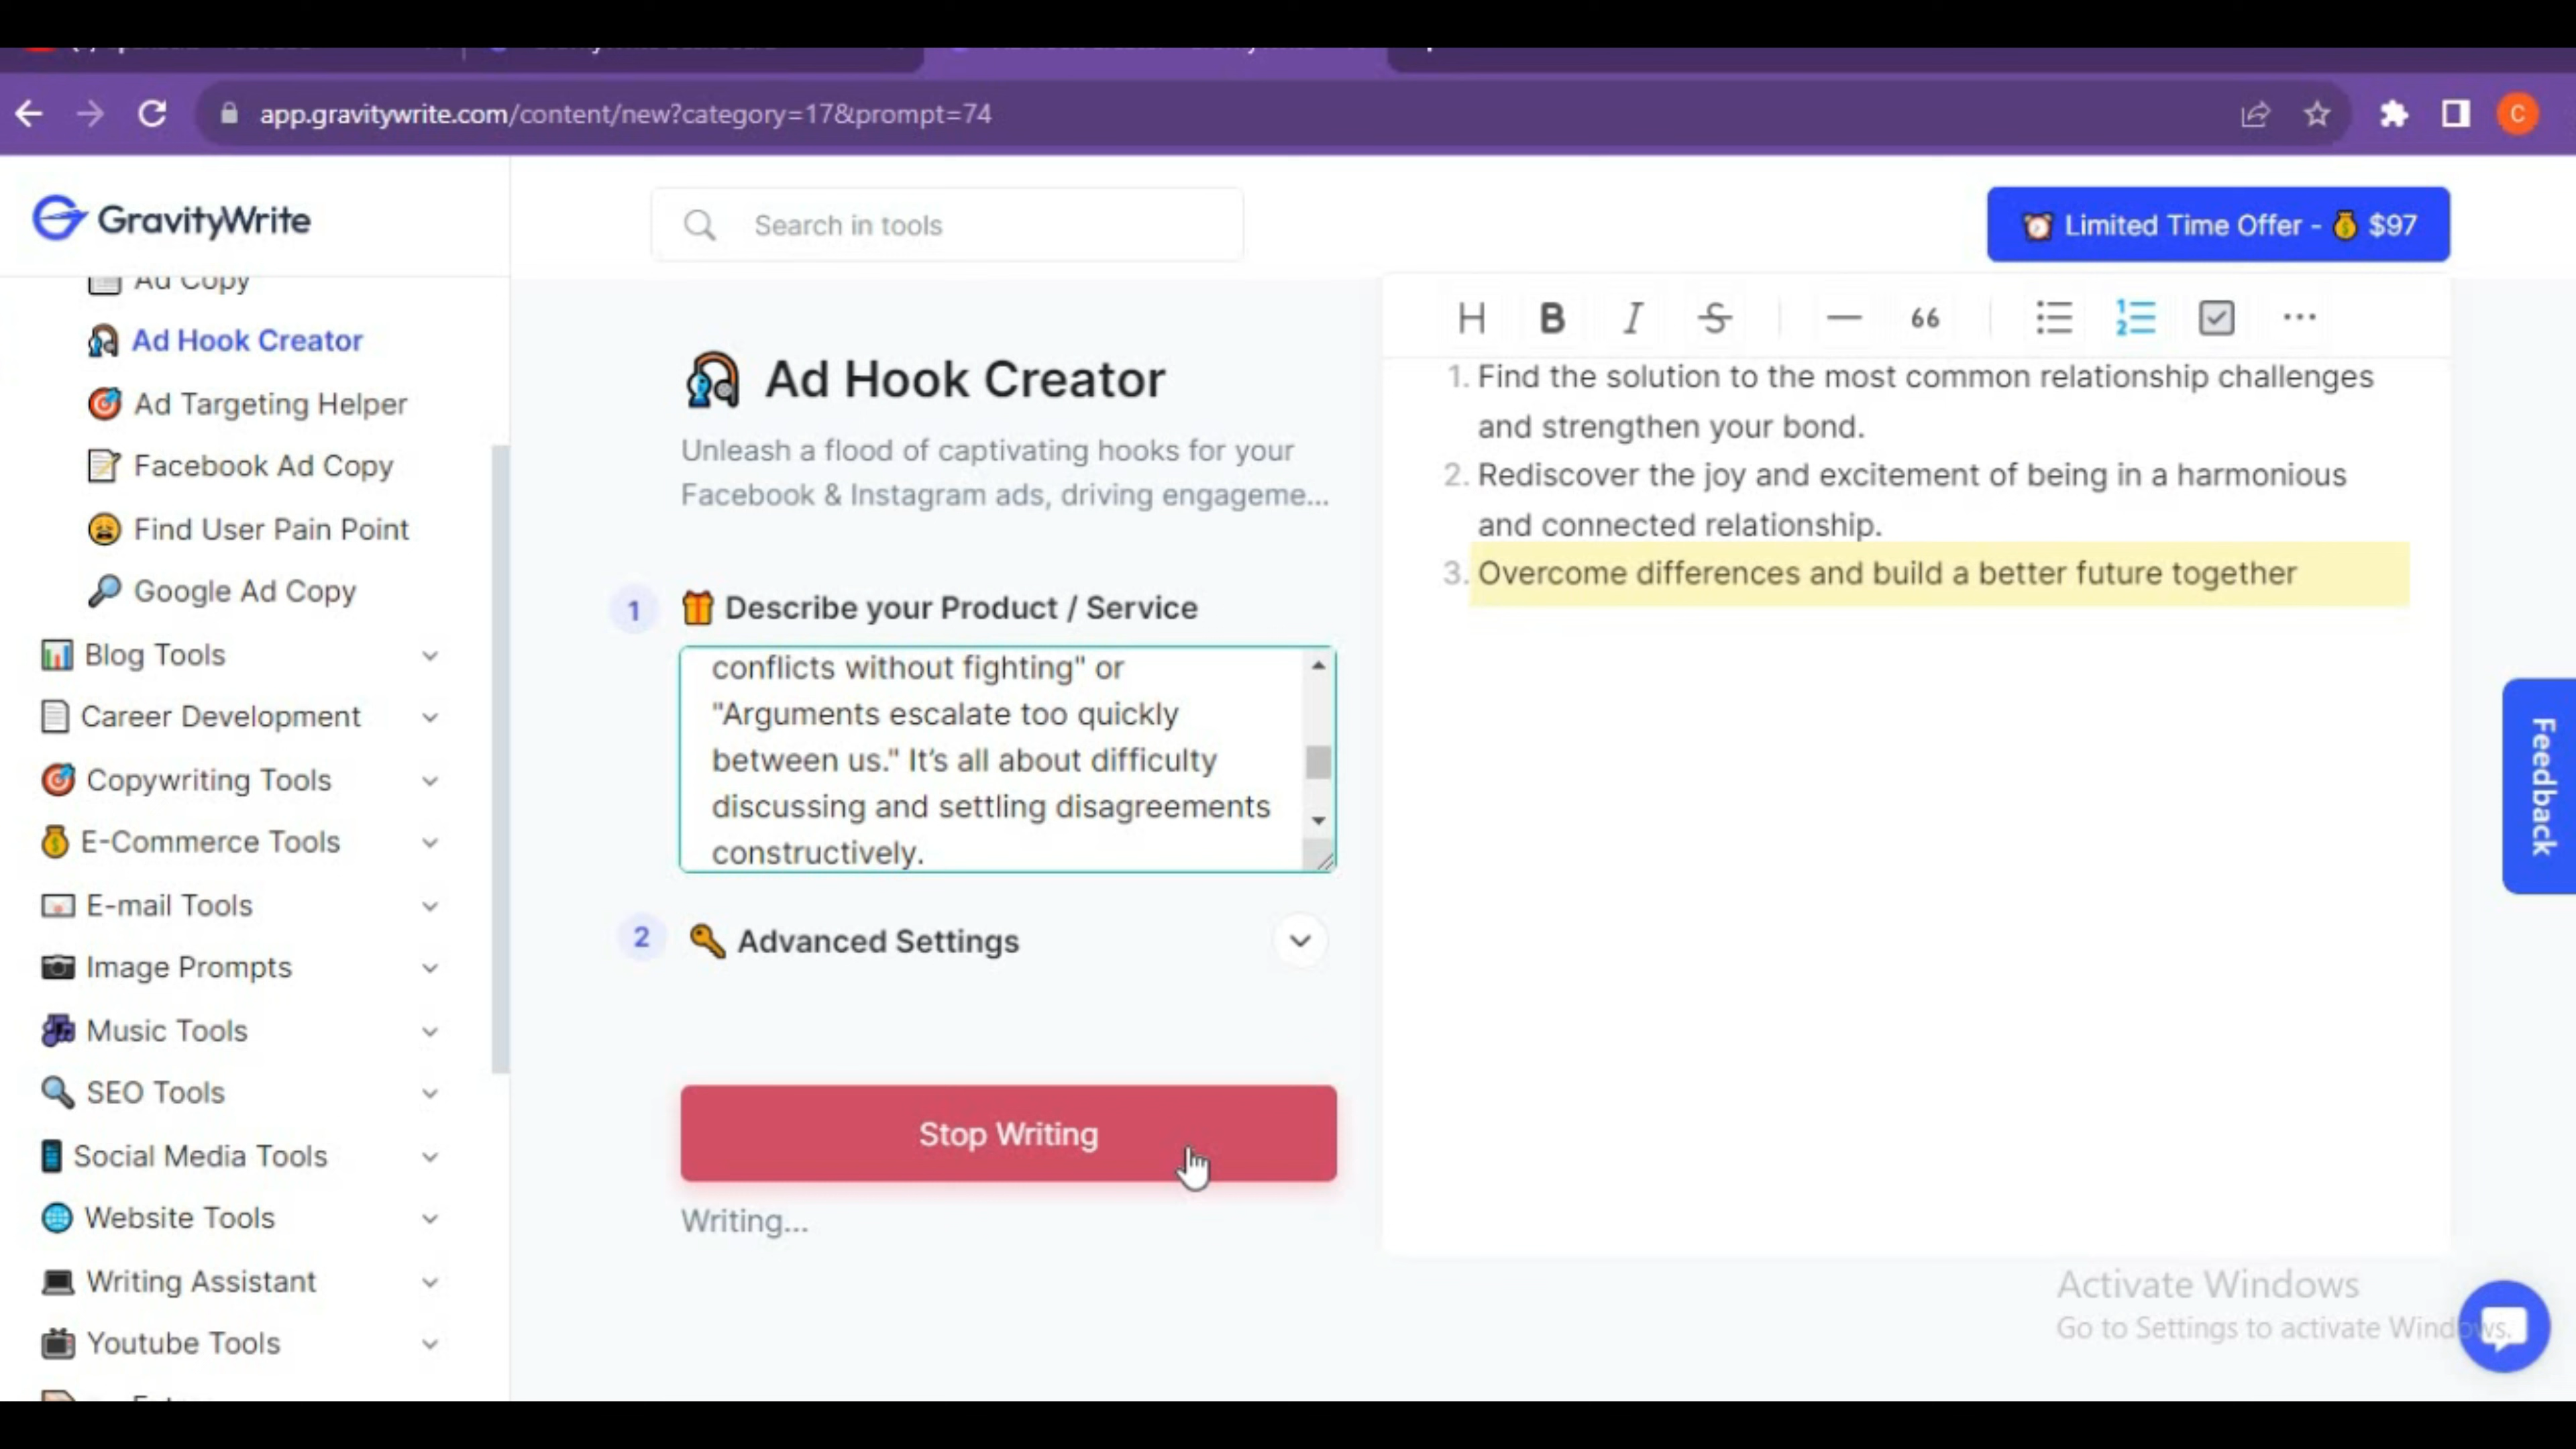 app.gravitywrite.com/content/new?category=17&prompt=74
C
GravityWrite
Search in tools
Limited Time Offer - $97
Ad Copy
Ad Hook Creator
Ad Targeting Helper
Facebook Ad Copy
Find User Pain Point
Google Ad Copy
Blog Tools
Career Development
Copywriting Tools
E-Commerce Tools
E-mail Tools
Image Prompts
Music Tools
SEO Tools
Social Media Tools
Website Tools
Writing Assistant
Youtube Tools
Ad Hook Creator
Unleash a flood of captivating hooks for your
Facebook & Instagram ads, driving engageme...
1 Describe your Product / Service
conflicts without fighting" or
"Arguments escalate too quickly
between us." It’s all about difficulty
discussing and settling disagreements
constructively.
2 Advanced Settings
Stop Writing
Writing...
H B I S — 66
1. Find the solution to the most common relationship challenges
and strengthen your bond.
2. Rediscover the joy and excitement of being in a harmonious
and connected relationship.
3. Overcome differences and build a better future together
Feedback
Activate Windows
Go to Settings to activate Windows.